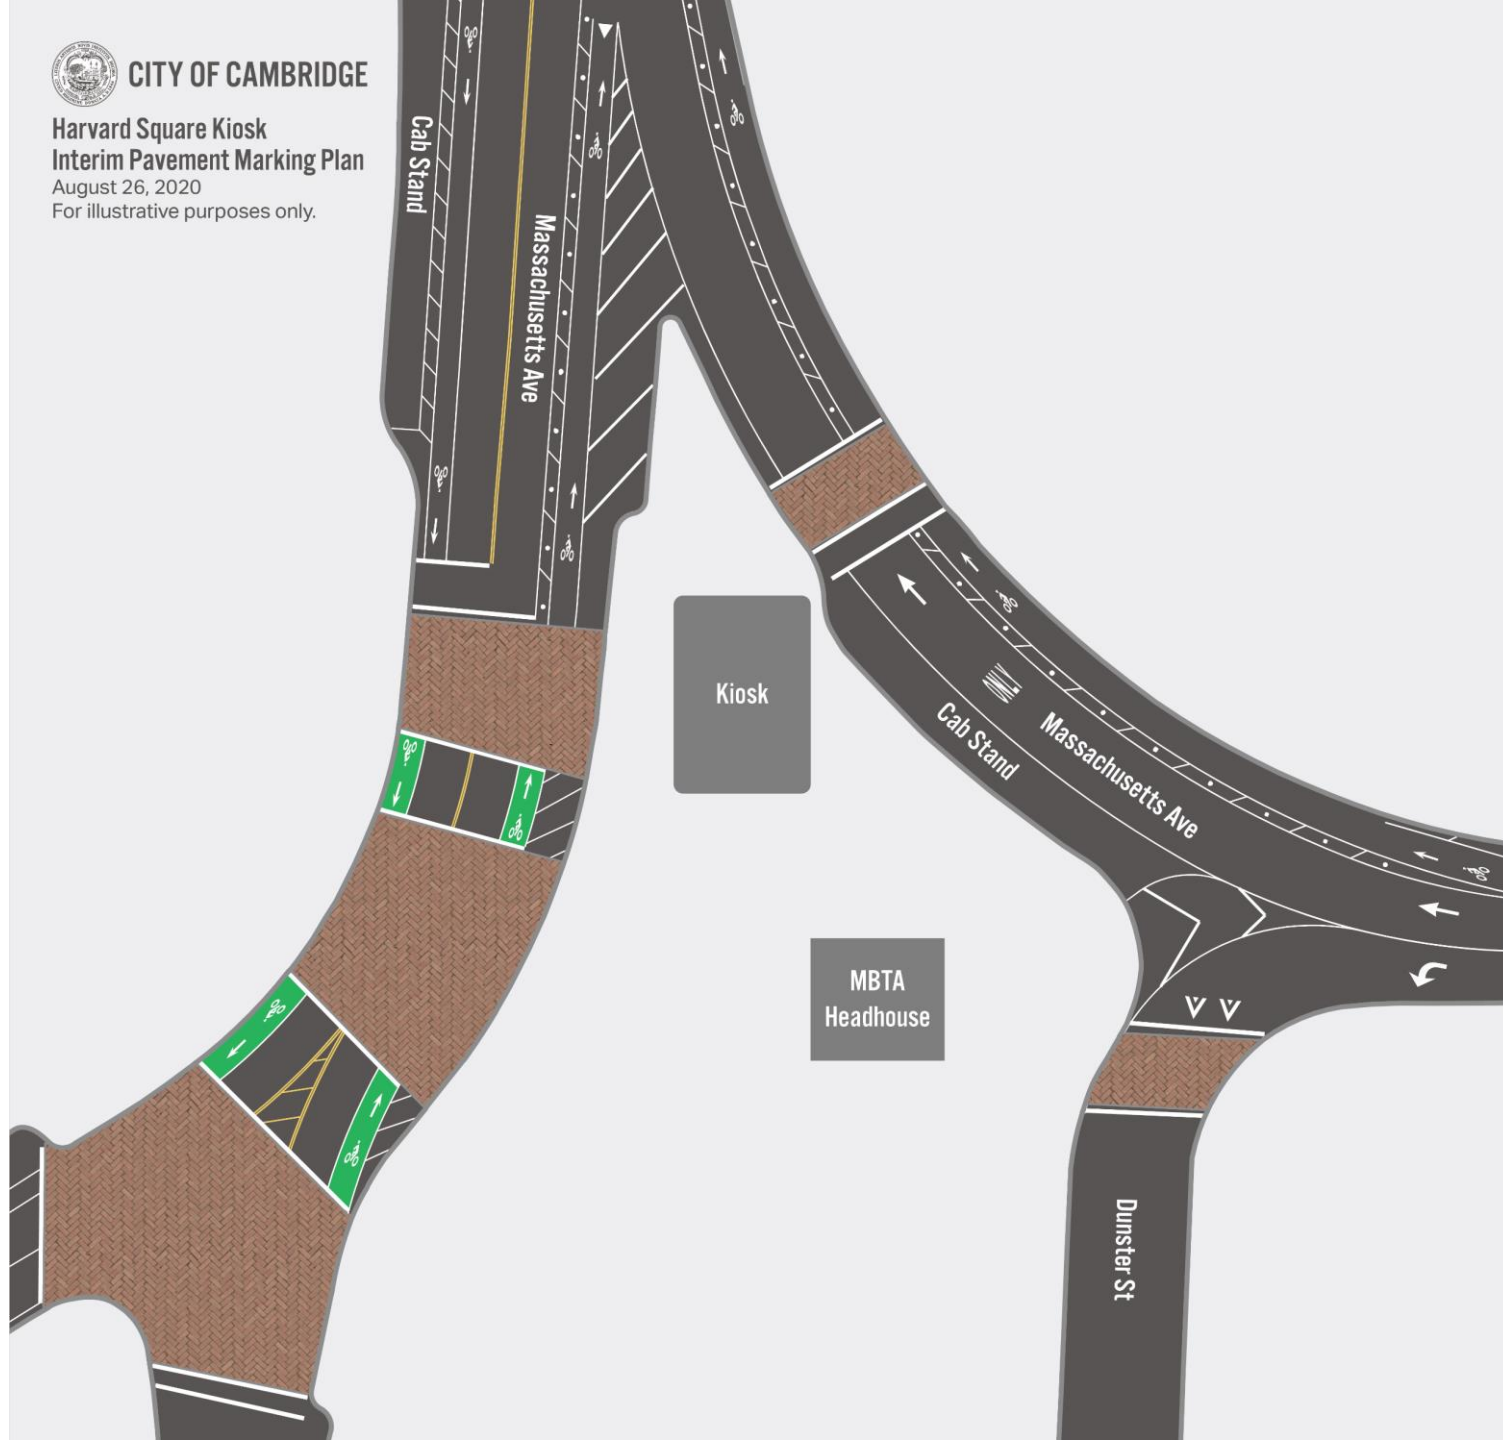 CITY OF CAMBRIDGE
Harvard Square Kiosk
Interim Pavement Marking Plan
August 26, 2020
For illustrative purposes only.
Cab Stand
Massachusetts Ave
Kiosk
ONLY
Cab Stand
Massachusetts Ave
MBTA
Headhouse
Dunster St